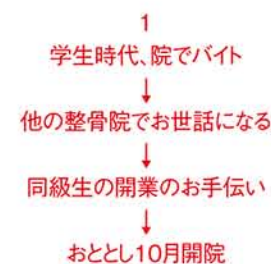 1
学生時代、院でバイト
↓
他の整骨院でお世話になる
↓
同級生の開業のお手伝い
↓
おととし10月開院